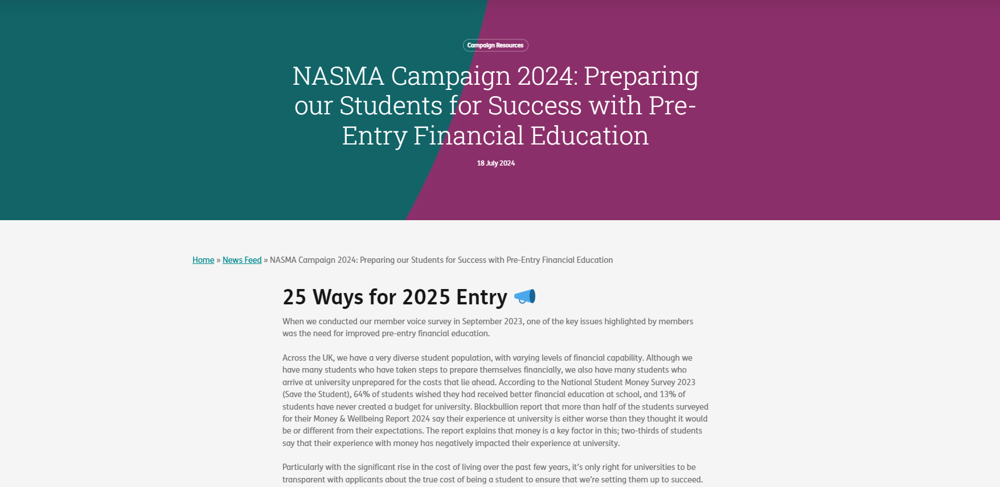 Campaign Resources
NASMA Campaign 2024: Preparing
our Students for Success with Pre-
Entry Financial Education
18 July 2024
Home » News Feed » NASMA Campaign 2024: Preparing our Students for Success with Pre-Entry Financial Education
25 Ways for 2025 Entry
When we conducted our member voice survey in September 2023, one of the key issues highlighted by members
was the need for improved pre-entry financial education.
Across the UK, we have a very diverse student population, with varying levels of financial capability. Although we
have many students who have taken steps to prepare themselves financially, we also have many students who
arrive at university unprepared for the costs that lie ahead. According to the National Student Money Survey 2023
(Save the Student), 64% of students wished they had received better financial education at school, and 13% of
students have never created a budget for university. Blackbullion report that more than half of the students surveyed
for their Money & Wellbeing Report 2024 say their experience at university is either worse than they thought it would
be or different from their expectations. The report explains that money is a key factor in this; two-thirds of students
say that their experience with money has negatively impacted their experience at university.
Particularly with the significant rise in the cost of living over the past few years, it’s only right for universities to be
transparent with applicants about the true cost of being a student to ensure that we’re setting them up to succeed.